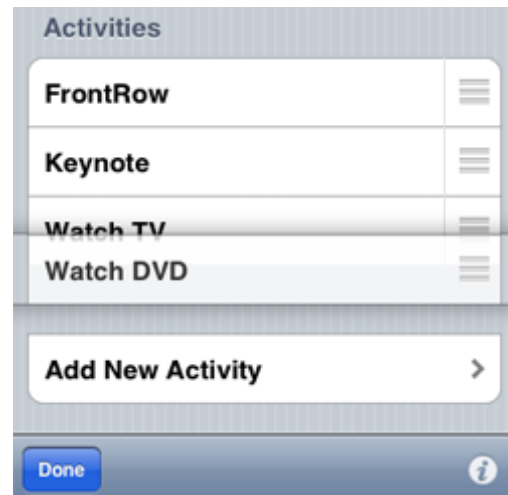 Activities
FrontRow
Keynote
Watch TV
Watch DVD
Add New Activity
Done